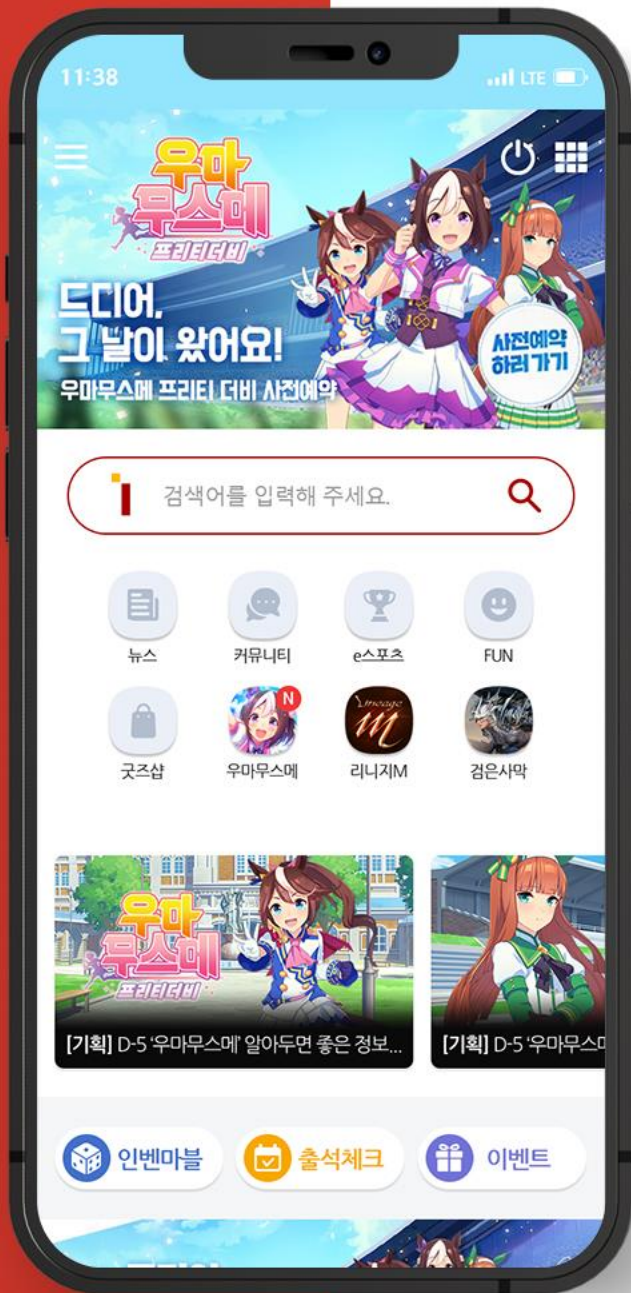 11:38
LTE
우마
무스메
프리티더비
드디어,
그 날이 왔어요!
우마무스메 프리티 더비 사전예약
사전예약
하러 가기
검색어를 입력해 주세요.
뉴스
커뮤니티
e스포츠
FUN
N
Lineage
M
굿즈샵
우마무스메
리니지M
검은사막
우마
무스메
프리티더비
[기획] D-5 ‘우마무스메’ 알아두면 좋은 정보...
[기획] D-5 ‘우마무스
인벤마블
출석체크
이벤트